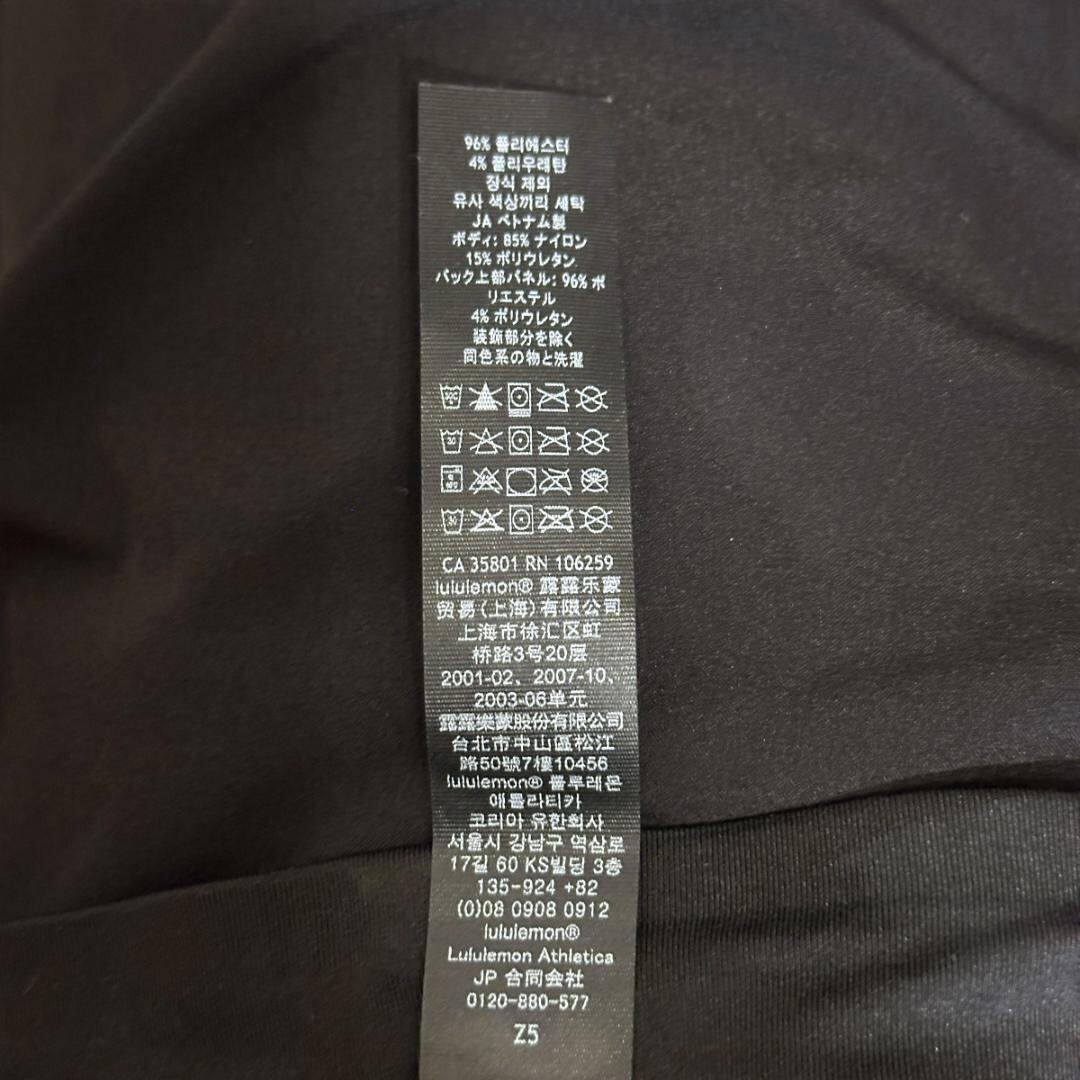 96% 폴리에스터
4% 폴리우레탄
장식 제외
유사 색상끼리 세탁
JA ベトナム製
ボディ: 85% ナイロン
15% ポリウレタン
バック上部パネル: 96% ポ
リエステル
4% ポリウレタン
装飾部分を除く
同色系の物と洗濯
CA 35801 RN 106259
lululemon® 露露乐蒙
贸易(上海)有限公司
上海市徐汇区虹
桥路3号20层
2001-02、2007-10、
2003-06单元
露露樂蒙股份有限公司
台北市中山區松江
路50號7樓10456
lululemon® 룰루레몬
애틀라티카
코리아 유한회사
서울시 강남구 역삼로
17길 60 KS빌딩 3층
135-924 +82
(0)08 0908 0912
lululemon®
Lululemon Athletica
JP 合同会社
0120-880-577
Z5